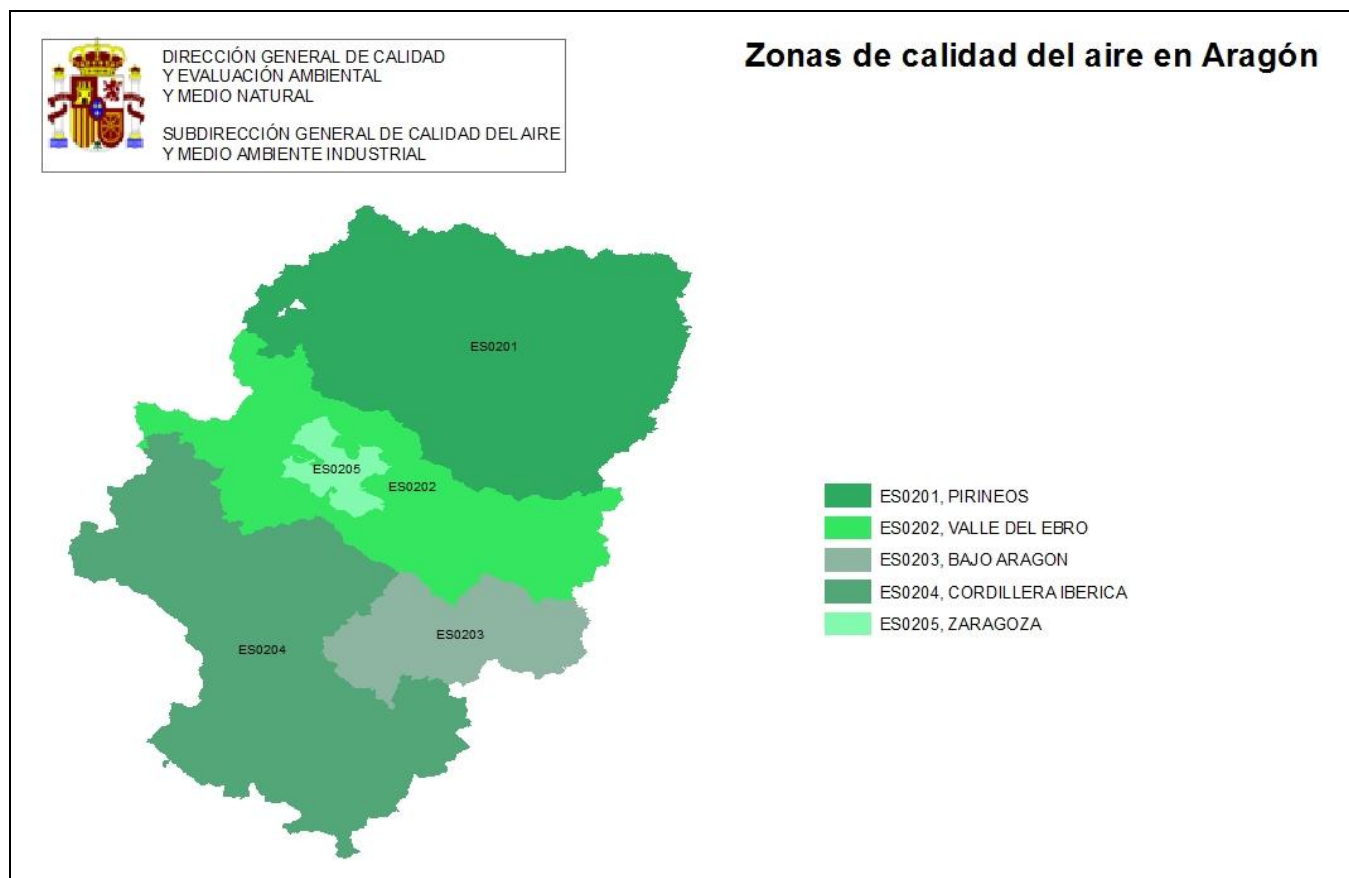 DIRECCIÓN GENERAL DE CALIDAD
Y EVALUACIÓN AMBIENTAL
Y MEDIO NATURAL
SUBDIRECCIÓN GENERAL DE CALIDAD DEL AIRE
Y MEDIO AMBIENTE INDUSTRIAL
Zonas de calidad del aire en Aragón
ES0201
ES0205
ES0202
ES0203
ES0204
ES0201, PIRINEOS
ES0202, VALLE DEL EBRO
ES0203, BAJO ARAGON
ES0204, CORDILLERA IBERICA
ES0205, ZARAGOZA